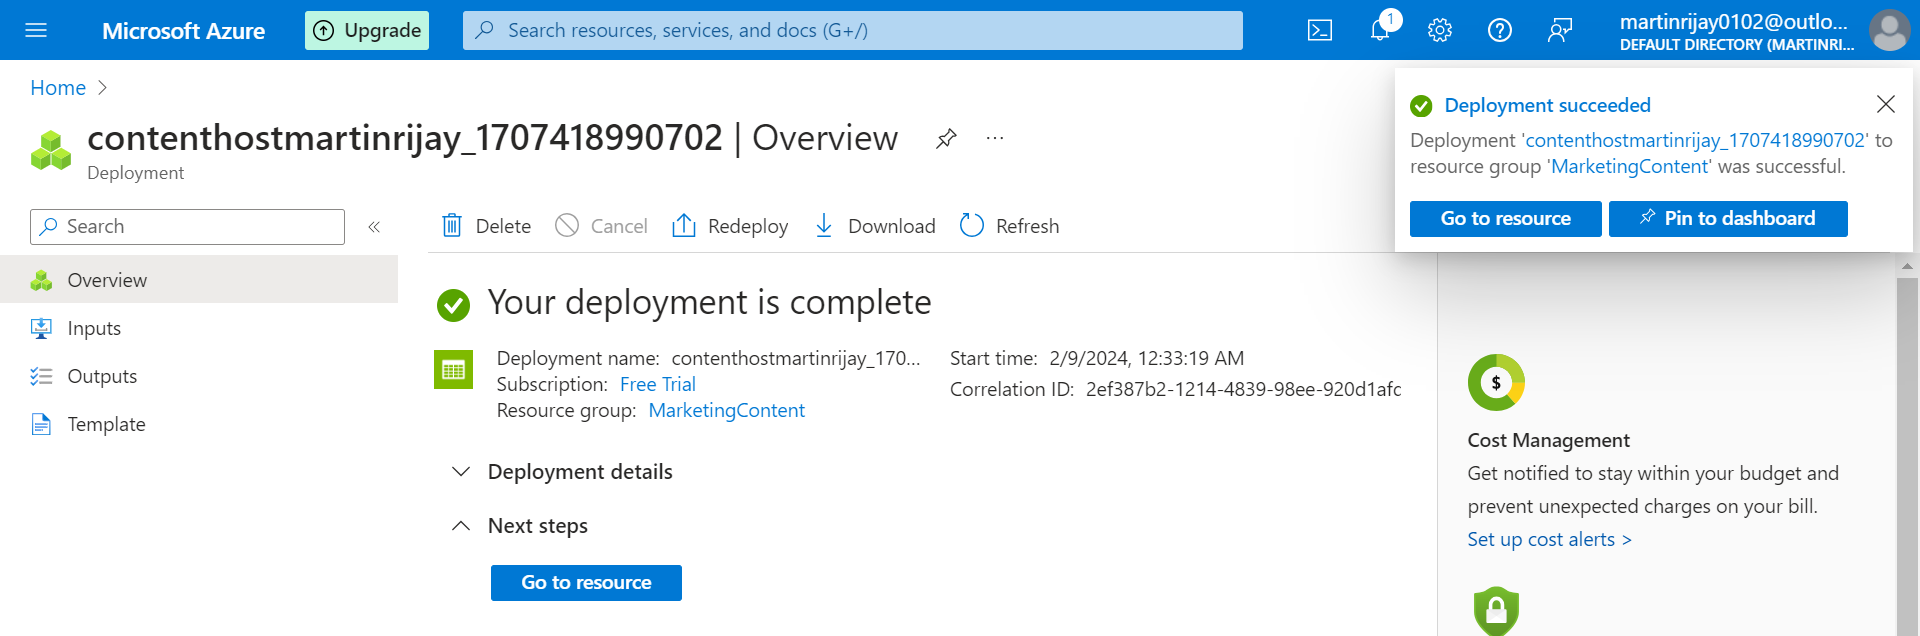 Microsoft Azure
Upgrade
Search resources, services, and docs (G+/)
1
martinrijay0102@outlo...
DEFAULT DIRECTORY (MARTINRI...
Home
contenthostmartinrijay_1707418990702 | Overview
Deployment
Deployment succeeded
Deployment 'contenthostmartinrijay_1707418990702' to
resource group 'MarketingContent' was successful.
Go to resource
Pin to dashboard
Search
Overview
Inputs
Outputs
Template
Delete
Cancel
Redeploy
Download
Refresh
Your deployment is complete
Deployment name: contenthostmartinrijay_170...
Subscription: Free Trial
Resource group: MarketingContent
Start time: 2/9/2024, 12:33:19 AM
Correlation ID: 2ef387b2-1214-4839-98ee-920d1afc
Deployment details
Next steps
Go to resource
$
Cost Management
Get notified to stay within your budget and
prevent unexpected charges on your bill.
Set up cost alerts >